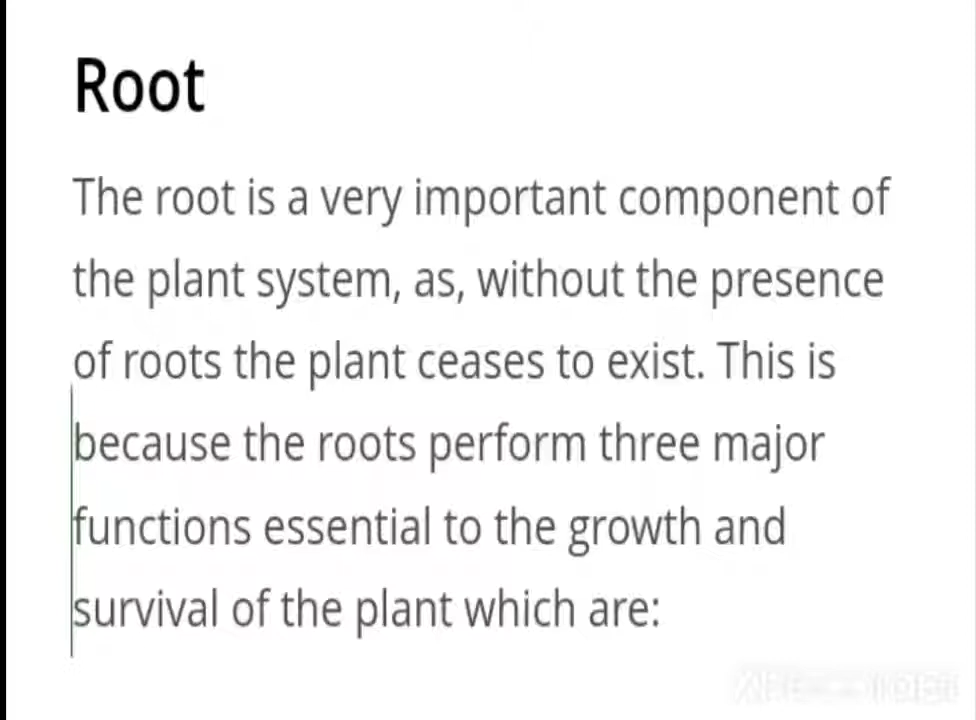 Root
The root is a very important component of
the plant system, as, without the presence
of roots the plant ceases to exist. This is
because the roots perform three major
functions essential to the growth and
survival of the plant which are: